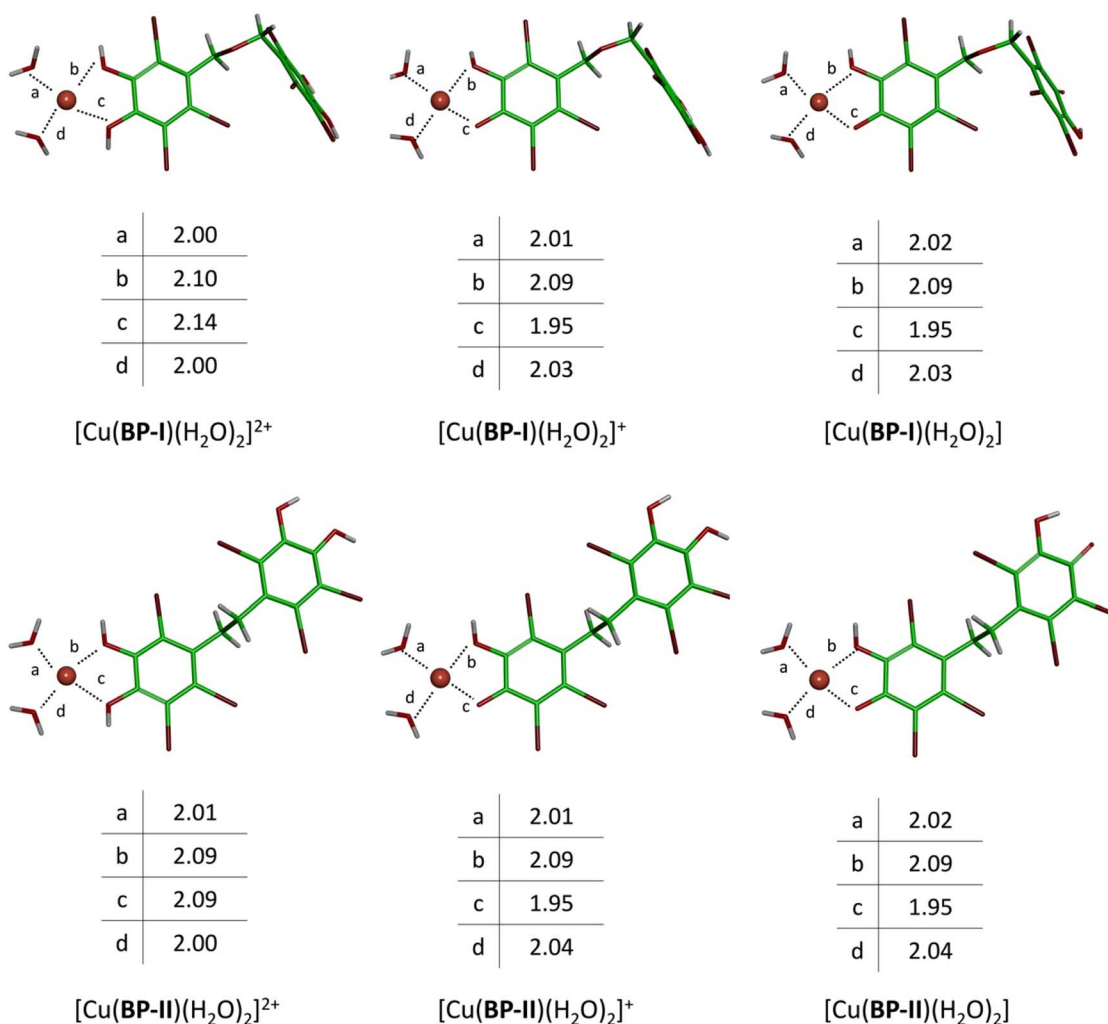 b
a
c
d
a
b
d
c
b
a
c
d
a 2.00
b 2.10
c 2.14
d 2.00
a 2.01
b 2.09
c 1.95
d 2.03
a 2.02
b 2.09
c 1.95
d 2.03
[Cu(BP-I)(H₂O)₂]²⁺
[Cu(BP-I)(H₂O)₂]⁺
[Cu(BP-I)(H₂O)₂]
b
a
c
d
a
b
d
c
b
a
c
d
a 2.01
b 2.09
c 2.09
d 2.00
a 2.01
b 2.09
c 1.95
d 2.04
a 2.02
b 2.09
c 1.95
d 2.04
[Cu(BP-II)(H₂O)₂]²⁺
[Cu(BP-II)(H₂O)₂]⁺
[Cu(BP-II)(H₂O)₂]